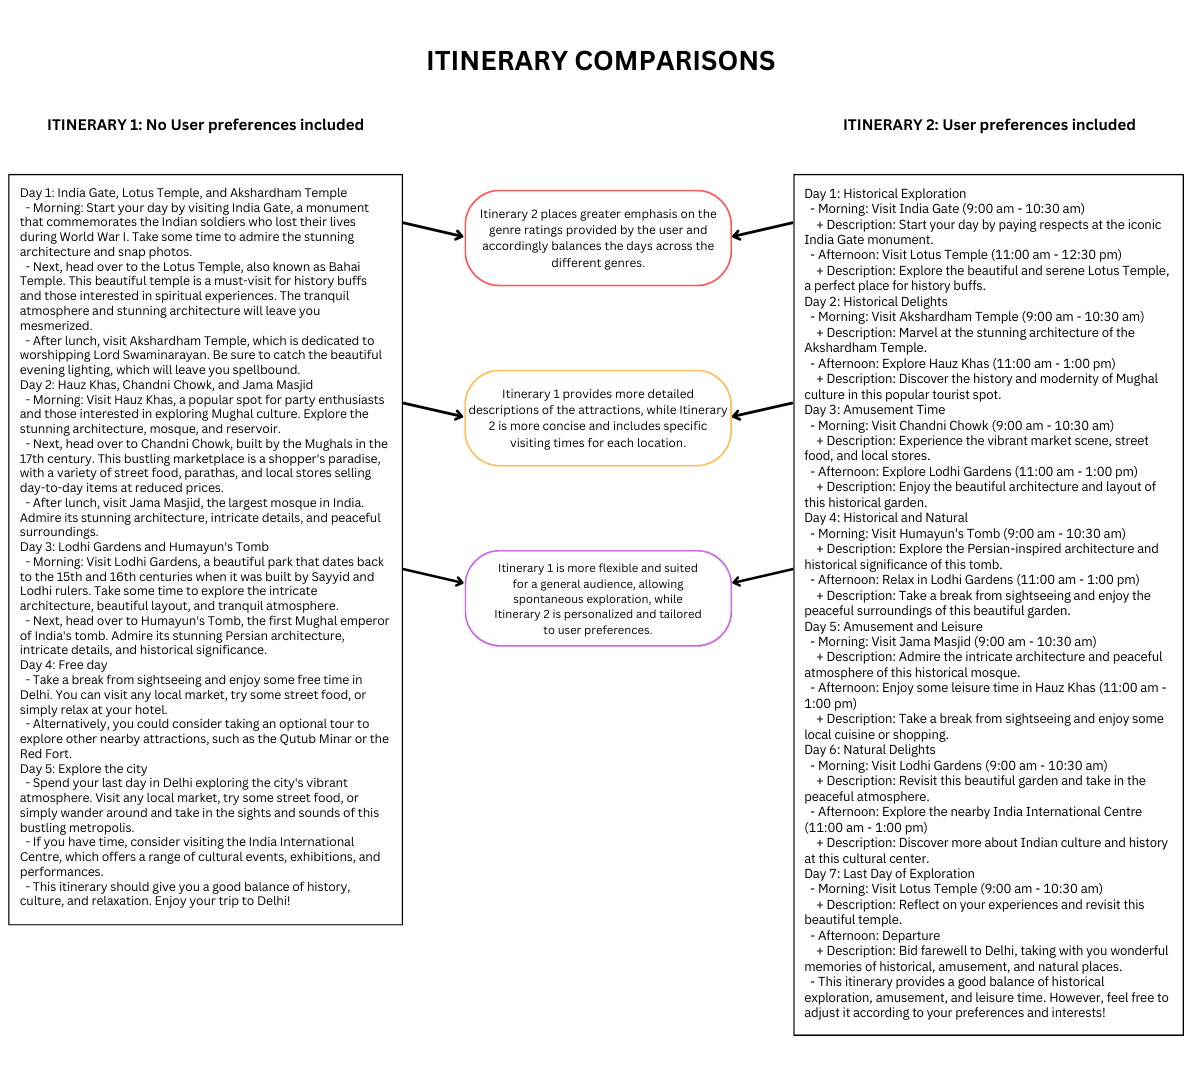 ITINERARY COMPARISONS
ITINERARY 1: No User preferences included
Day 1: India Gate, Lotus Temple, and Akshardham Temple
- Morning: Start your day by visiting India Gate, a monument
that commemorates the Indian soldiers who lost their lives
during World War I. Take some time to admire the stunning
architecture and snap photos.
- Next, head over to the Lotus Temple, also known as Bahai
Temple. This beautiful temple is a must-visit for history buffs
and those interested in spiritual experiences. The tranquil
atmosphere and stunning architecture will leave you
mesmerized.
- After lunch, visit Akshardham Temple, which is dedicated to
worshipping Lord Swaminarayan. Be sure to catch the beautiful
evening lighting, which will leave you spellbound.
Day 2: Hauz Khas, Chandni Chowk, and Jama Masjid
- Morning: Visit Hauz Khas, a popular spot for party enthusiasts
and those interested in exploring Mughal culture. Explore the
stunning architecture, mosque, and reservoir.
- Next, head over to Chandni Chowk, built by the Mughals in the
17th century. This bustling marketplace is a shopper's paradise,
with a variety of street food, parathas, and local stores selling
day-to-day items at reduced prices.
- After lunch, visit Jama Masjid, the largest mosque in India.
Admire its stunning architecture, intricate details, and peaceful
surroundings.
Day 3: Lodhi Gardens and Humayun's Tomb
- Morning: Visit Lodhi Gardens, a beautiful park that dates back
to the 15th and 16th centuries when it was built by Sayyid and
Lodhi rulers. Take some time to explore the intricate
architecture, beautiful layout, and tranquil atmosphere.
- Next, head over to Humayun's Tomb, the first Mughal emperor
of India's tomb. Admire its stunning Persian architecture,
intricate details, and historical significance.
Day 4: Free day
- Take a break from sightseeing and enjoy some free time in
Delhi. You can visit any local market, try some street food, or
simply relax at your hotel.
- Alternatively, you could consider taking an optional tour to
explore other nearby attractions, such as the Qutub Minar or the
Red Fort.
Day 5: Explore the city
- Spend your last day in Delhi exploring the city's vibrant
atmosphere. Visit any local market, try some street food, or
simply wander around and take in the sights and sounds of this
bustling metropolis.
- If you have time, consider visiting the India International
Centre, which offers a range of cultural events, exhibitions, and
performances.
- This itinerary should give you a good balance of history,
culture, and relaxation. Enjoy your trip to Delhi!
Itinerary 2 places greater emphasis on the
genre ratings provided by the user and
accordingly balances the days across the
different genres.
Itinerary 1 provides more detailed
descriptions of the attractions, while Itinerary
2 is more concise and includes specific
visiting times for each location.
Itinerary 1 is more flexible and suited
for a general audience, allowing
spontaneous exploration, while
Itinerary 2 is personalized and tailored
to user preferences.
ITINERARY 2: User preferences included
Day 1: Historical Exploration
- Morning: Visit India Gate (9:00 am - 10:30 am)
+ Description: Start your day by paying respects at the iconic
India Gate monument.
- Afternoon: Visit Lotus Temple (11:00 am - 12:30 pm)
+ Description: Explore the beautiful and serene Lotus Temple,
a perfect place for history buffs.
Day 2: Historical Delights
- Morning: Visit Akshardham Temple (9:00 am - 10:30 am)
+ Description: Marvel at the stunning architecture of the
Akshardham Temple.
- Afternoon: Explore Hauz Khas (11:00 am - 1:00 pm)
+ Description: Discover the history and modernity of Mughal
culture in this popular tourist spot.
Day 3: Amusement Time
- Morning: Visit Chandni Chowk (9:00 am - 10:30 am)
+ Description: Experience the vibrant market scene, street
food, and local stores.
- Afternoon: Explore Lodhi Gardens (11:00 am - 1:00 pm)
+ Description: Enjoy the beautiful architecture and layout of
this historical garden.
Day 4: Historical and Natural
- Morning: Visit Humayun's Tomb (9:00 am - 10:30 am)
+ Description: Explore the Persian-inspired architecture and
historical significance of this tomb.
- Afternoon: Relax in Lodhi Gardens (11:00 am - 1:00 pm)
+ Description: Take a break from sightseeing and enjoy the
peaceful surroundings of this beautiful garden.
Day 5: Amusement and Leisure
- Morning: Visit Jama Masjid (9:00 am - 10:30 am)
+ Description: Admire the intricate architecture and peaceful
atmosphere of this historical mosque.
- Afternoon: Enjoy some leisure time in Hauz Khas (11:00 am -
1:00 pm)
+ Description: Take a break from sightseeing and enjoy some
local cuisine or shopping.
Day 6: Natural Delights
- Morning: Visit Lodhi Gardens (9:00 am - 10:30 am)
+ Description: Revisit this beautiful garden and take in the
peaceful atmosphere.
- Afternoon: Explore the nearby India International Centre
(11:00 am - 1:00 pm)
+ Description: Discover more about Indian culture and history
at this cultural center.
Day 7: Last Day of Exploration
- Morning: Visit Lotus Temple (9:00 am - 10:30 am)
+ Description: Reflect on your experiences and revisit this
beautiful temple.
- Afternoon: Departure
+ Description: Bid farewell to Delhi, taking with you wonderful
memories of historical, amusement, and natural places.
- This itinerary provides a good balance of historical
exploration, amusement, and leisure time. However, feel free to
adjust it according to your preferences and interests!